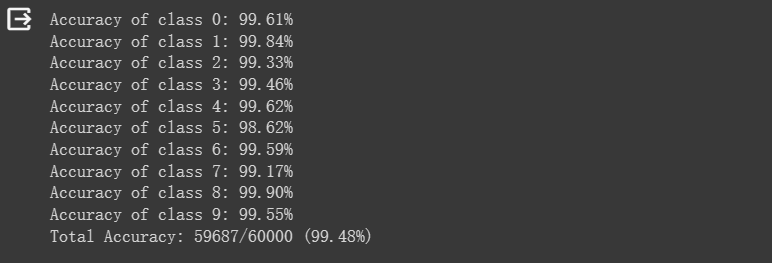 Accuracy of class 0: 99.61%
Accuracy of class 1: 99.84%
Accuracy of class 2: 99.33%
Accuracy of class 3: 99.46%
Accuracy of class 4: 99.62%
Accuracy of class 5: 98.62%
Accuracy of class 6: 99.59%
Accuracy of class 7: 99.17%
Accuracy of class 8: 99.90%
Accuracy of class 9: 99.55%
Total Accuracy: 59687/60000 (99.48%)